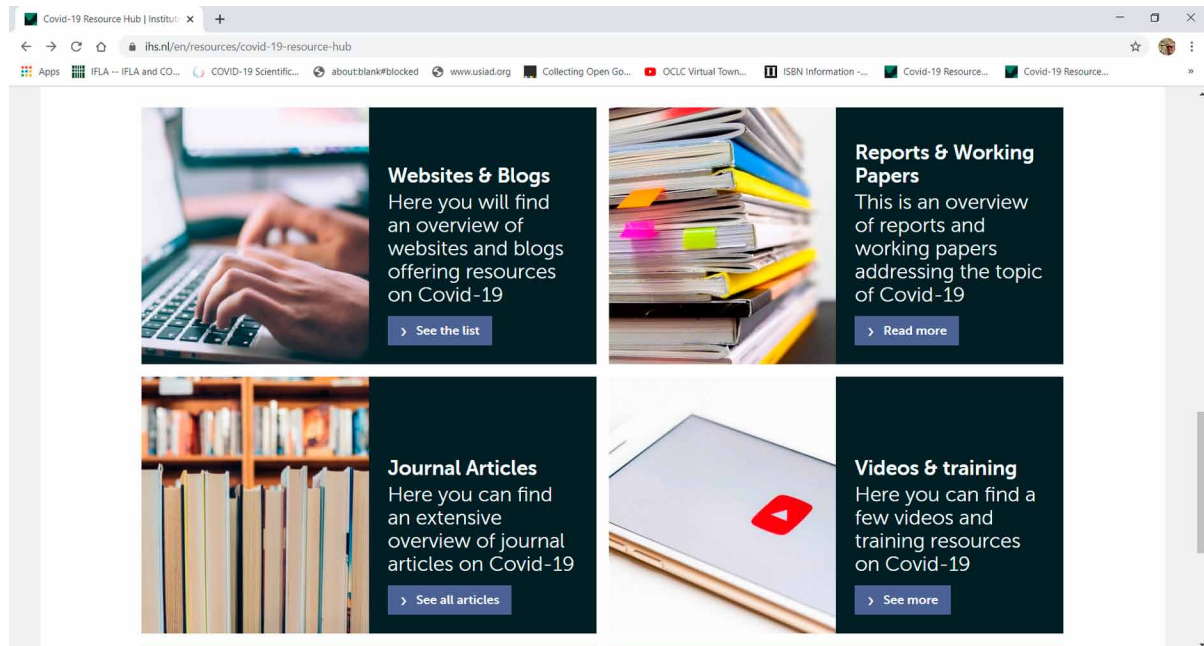 Covid-19 Resource Hub | Institut
ihs.nl/en/resources/covid-19-resource-hub
Apps IFLA -- IFLA and CO... COVID-19 Scientific... about:blank#blocked www.usiad.org Collecting Open Go... OCLC Virtual Town... ISBN Information -... Covid-19 Resource... Covid-19 Resource... »
Websites & Blogs
Here you will find
an overview of
websites and blogs
offering resources
on Covid-19
› See the list
Reports & Working
Papers
This is an overview
of reports and
working papers
addressing the topic
of Covid-19
› Read more
Journal Articles
Here you can find
an extensive
overview of journal
articles on Covid-19
› See all articles
Videos & training
Here you can find a
few videos and
training resources
on Covid-19
› See more